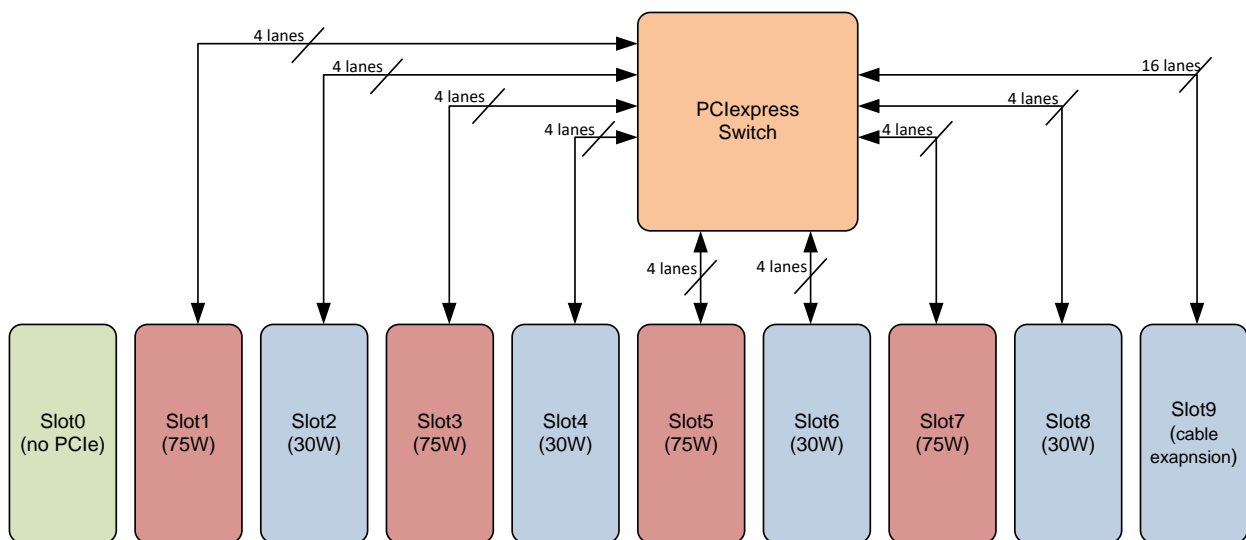 4 lanes
4 lanes
4 lanes
4 lanes
PCIexpress
Switch
16 lanes
4 lanes
4 lanes
4 lanes
4 lanes
Slot0
(no PCIe)
Slot1
(75W)
Slot2
(30W)
Slot3
(75W)
Slot4
(30W)
Slot5
(75W)
Slot6
(30W)
Slot7
(75W)
Slot8
(30W)
Slot9
(cable
exapnsion)